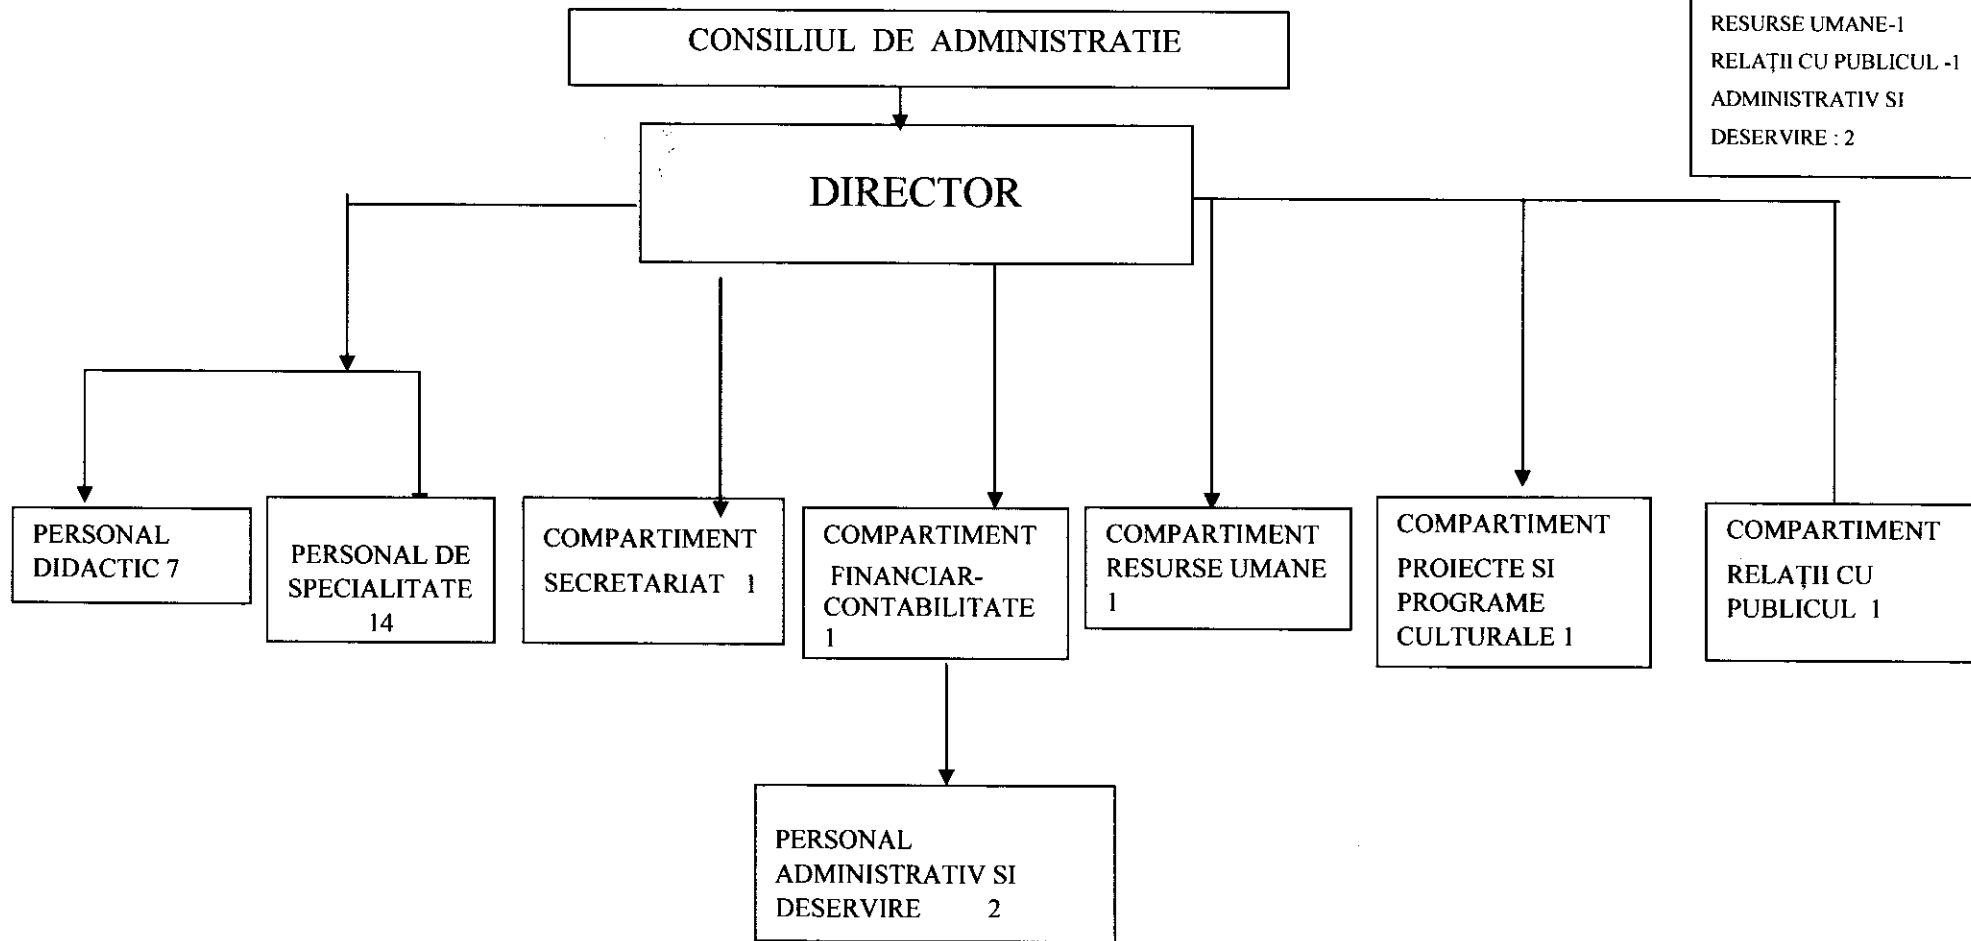 CONSILIUL DE ADMINISTRATIE
RESURSE UMANE-1
RELAȚII CU PUBLICUL -1
ADMINISTRATIV SI
DESERVIRE : 2
DIRECTOR
PERSONAL
DIDACTIC 7
PERSONAL DE
SPECIALITATE
14
COMPARTIMENT
SECRETARIAT 1
COMPARTIMENT
FINANCIAR-
CONTABILITATE
1
COMPARTIMENT
RESURSE UMANE
1
COMPARTIMENT
PROIECTE SI
PROGRAME
CULTURALE 1
COMPARTIMENT
RELAȚII CU
PUBLICUL 1
PERSONAL
ADMINISTRATIV SI
DESERVIRE 2